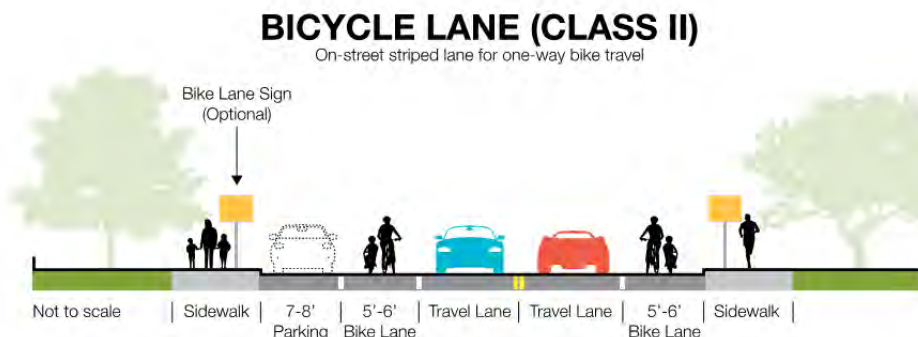 BICYCLE LANE (CLASS II)
On-street striped lane for one-way bike travel
Bike Lane Sign
(Optional)
Not to scale
Sidewalk
7-8'
Parking
5'-6'
Bike Lane
Travel Lane
Travel Lane
5'-6'
Bike Lane
Sidewalk